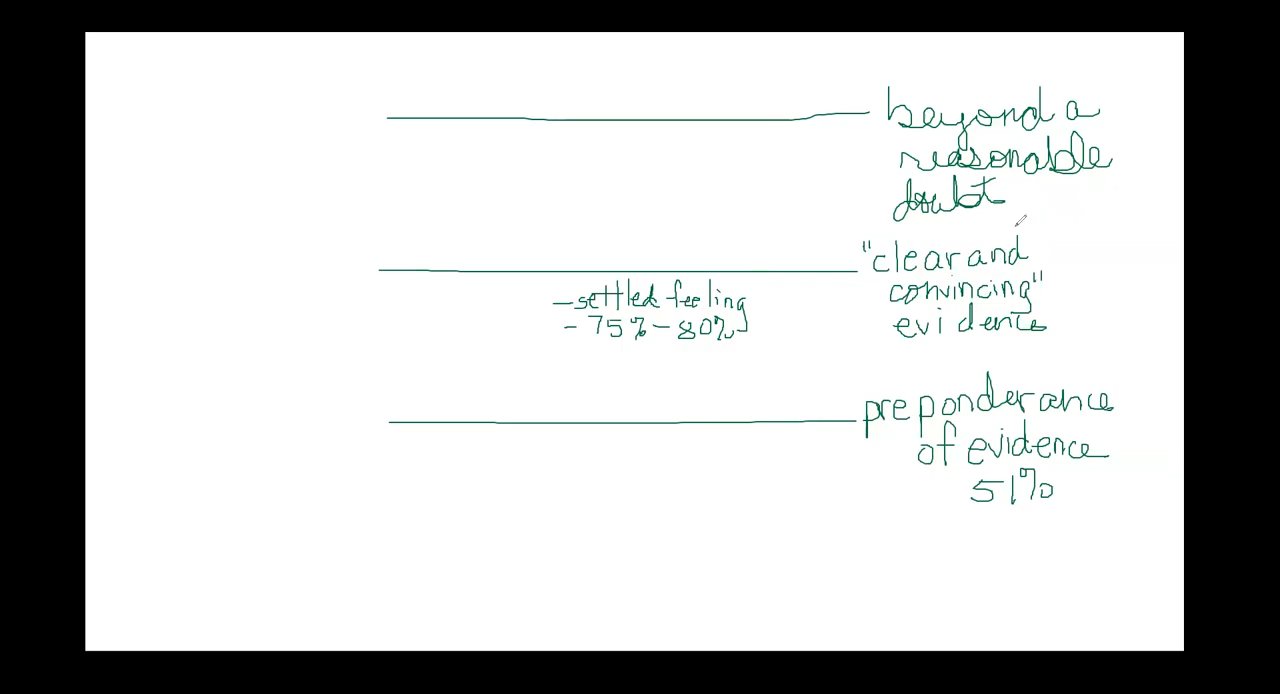 beyond a
reasonable
doubt
"clear and
convincing"
evidence
- settled feeling
- 75% - 80%
preponderance
of evidence
51%